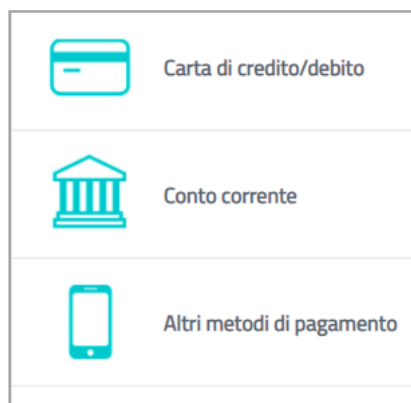 Carta di credito/debito
Conto corrente
Altri metodi di pagamento